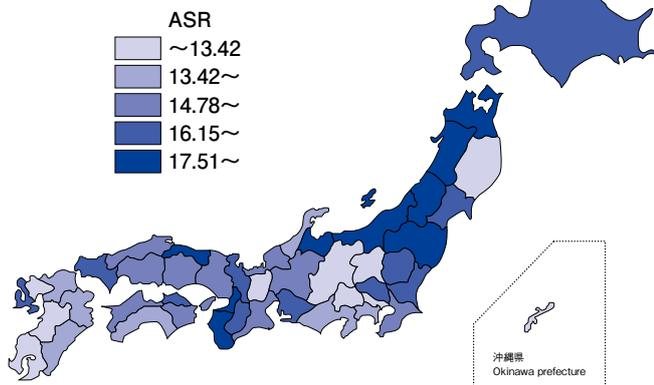 ASR
～13.42
13.42～
14.78～
16.15～
17.51～
沖縄県
Okinawa prefecture